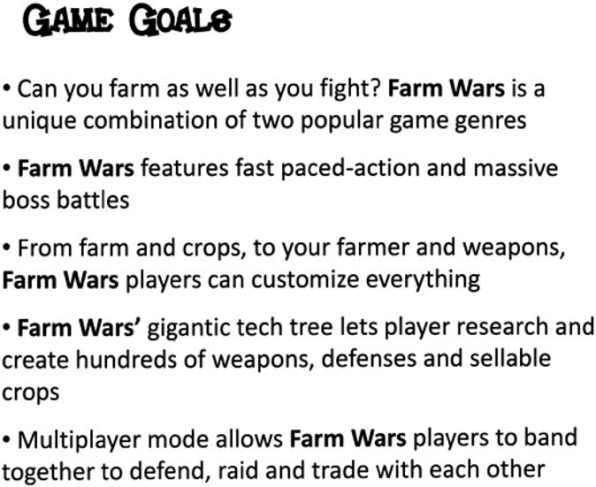 GAME GOALS
• Can you farm as well as you fight? Farm Wars is a
unique combination of two popular game genres
• Farm Wars features fast paced-action and massive
boss battles
• From farm and crops, to your farmer and weapons,
Farm Wars players can customize everything
• Farm Wars’ gigantic tech tree lets player research and
create hundreds of weapons, defenses and sellable
crops
• Multiplayer mode allows Farm Wars players to band
together to defend, raid and trade with each other